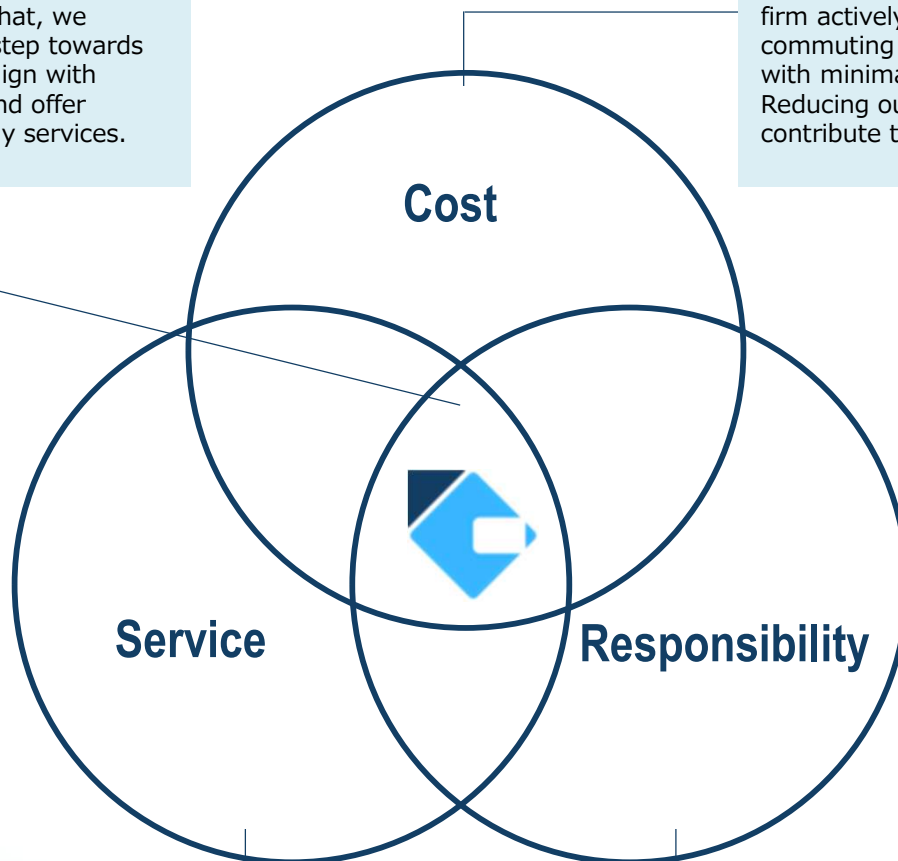 hat, we
step towards
ign with
nd offer
y services.
firm actively
commuting
with minima
Reducing ou
contribute t
Cost
Service
Responsibility